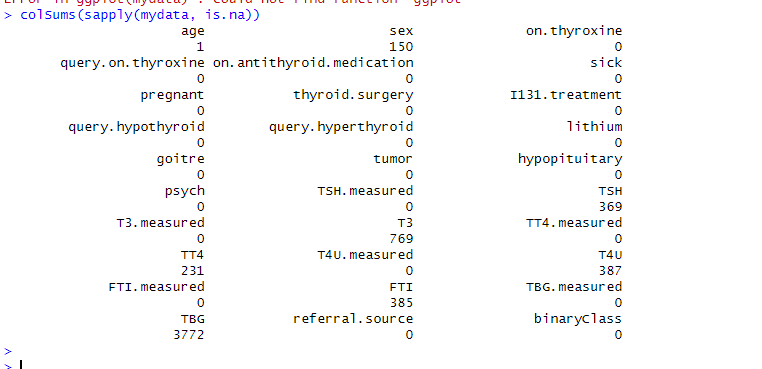 Error in ggplot(mydata) : could not find function "ggplot"
> colSums(sapply(mydata, is.na))
age sex on.thyroxine
1 150 0
query.on.thyroxine on.antithyroid.medication sick
0 0 0
pregnant thyroid.surgery I131.treatment
0 0 0
query.hypothyroid query.hyperthyroid lithium
0 0 0
goitre tumor hypopituitary
0 0 0
psych TSH.measured TSH
0 0 369
T3.measured T3 TT4.measured
0 769 0
TT4 T4U.measured T4U
231 0 387
FTI.measured FTI TBG.measured
0 385 0
TBG referral.source binaryClass
3772 0 0
>
>